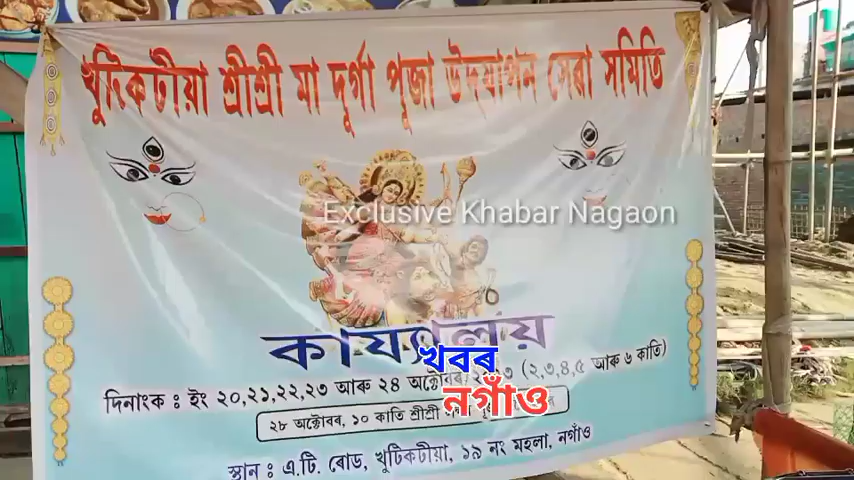 খুটিকটীয়া শ্ৰীশ্ৰী মা দুৰ্গা পূজা উদযাপন সেৱা সমিতি
Exclusive Khabar Nagaon
কাৰ্যালয়
খবৰ
নগাঁও
দিনাংক : ইং ২০,২১,২২,২৩ আৰু ২৪ অক্টোবৰ, (২,৩,4,৫ আৰু ৬ কাতি)
২৮ অক্টোবৰ, ১০ কাতি শ্ৰীশ্ৰী
স্থান : এ.টি. ৰোড, খুটিকটীয়া, ১৯ নং মহলা, নগাঁও